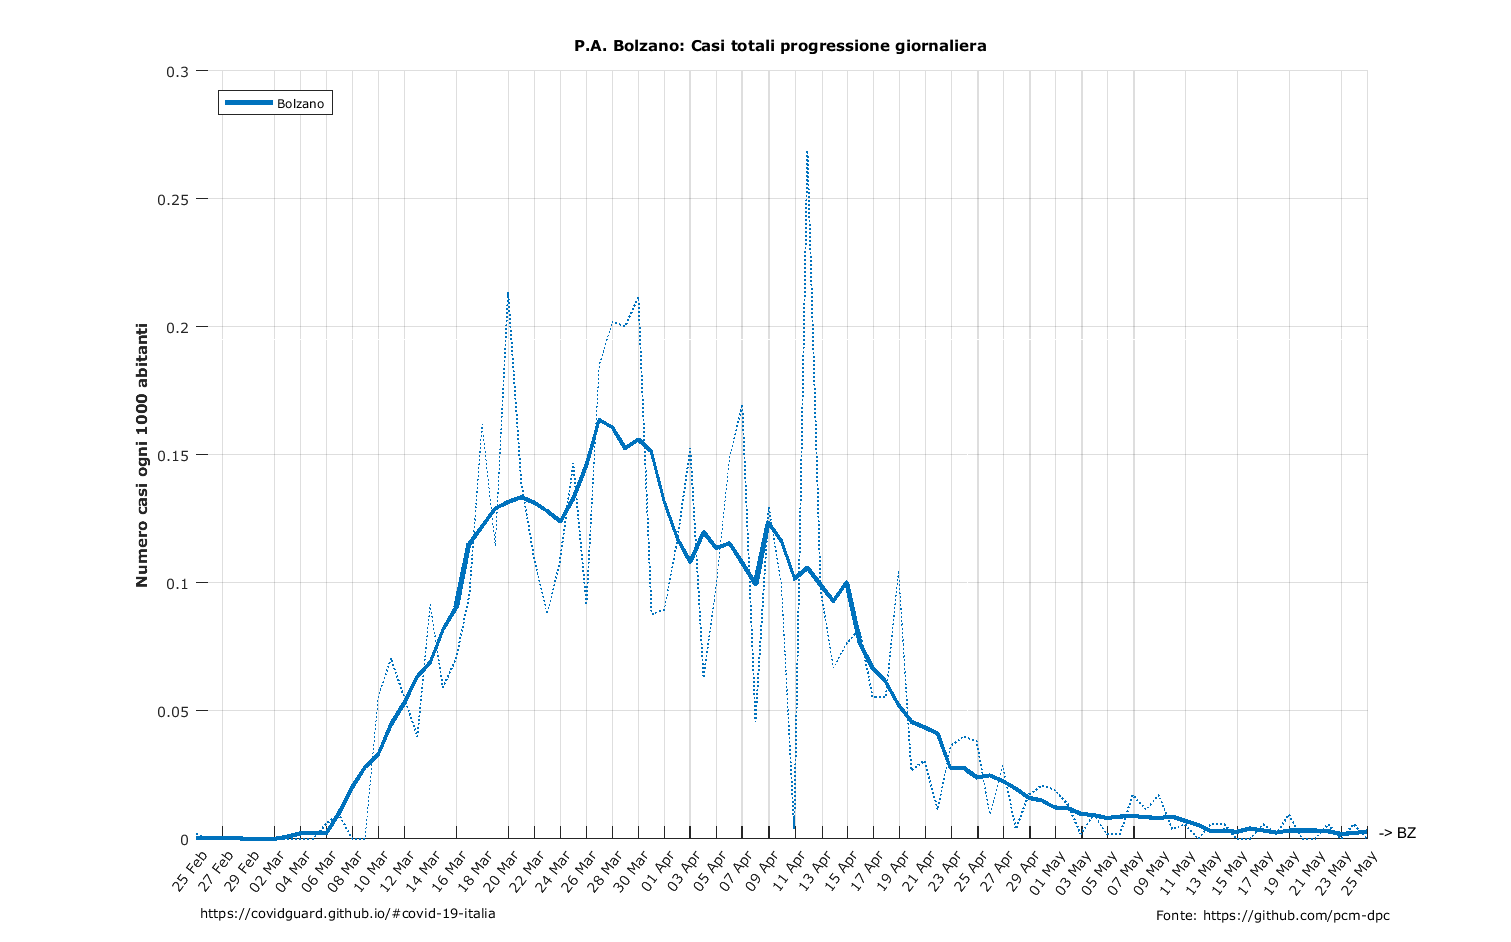 P.A. Bolzano: Casi totali progressione giornaliera
Bolzano
Numero casi ogni 1000 abitanti
0.3
0.25
0.2
0.15
0.1
0.05
0
-> BZ
25 Feb
27 Feb
29 Feb
02 Mar
04 Mar
06 Mar
08 Mar
10 Mar
12 Mar
14 Mar
16 Mar
18 Mar
20 Mar
22 Mar
24 Mar
26 Mar
28 Mar
30 Mar
01 Apr
03 Apr
05 Apr
07 Apr
09 Apr
11 Apr
13 Apr
15 Apr
17 Apr
19 Apr
21 Apr
23 Apr
25 Apr
27 Apr
29 Apr
01 May
03 May
05 May
07 May
09 May
11 May
13 May
15 May
17 May
19 May
21 May
23 May
25 May
https://covidguard.github.io/#covid-19-italia
Fonte: https://github.com/pcm-dpc